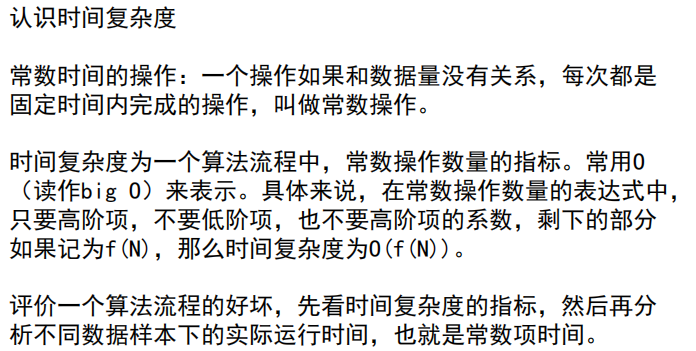 认识时间复杂度
常数时间的操作：一个操作如果和数据量没有关系，每次都是
固定时间内完成的操作，叫做常数操作。
时间复杂度为一个算法流程中，常数操作数量的指标。常用O
（读作big O）来表示。具体来说，在常数操作数量的表达式中，
只要高阶项，不要低阶项，也不要高阶项的系数，剩下的部分
如果记为f(N)，那么时间复杂度为O(f(N))。
评价一个算法流程的好坏，先看时间复杂度的指标，然后再分
析不同数据样本下的实际运行时间，也就是常数项时间。